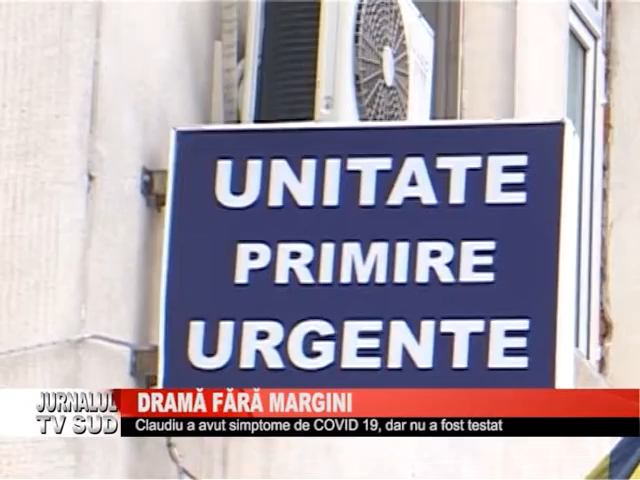 UNITATE
PRIMIRE
URGENTE
JURNALUL
TV SUD
DRAMĂ FĂRĂ MARGINI
Claudiu a avut simptome de COVID 19, dar nu a fost testat